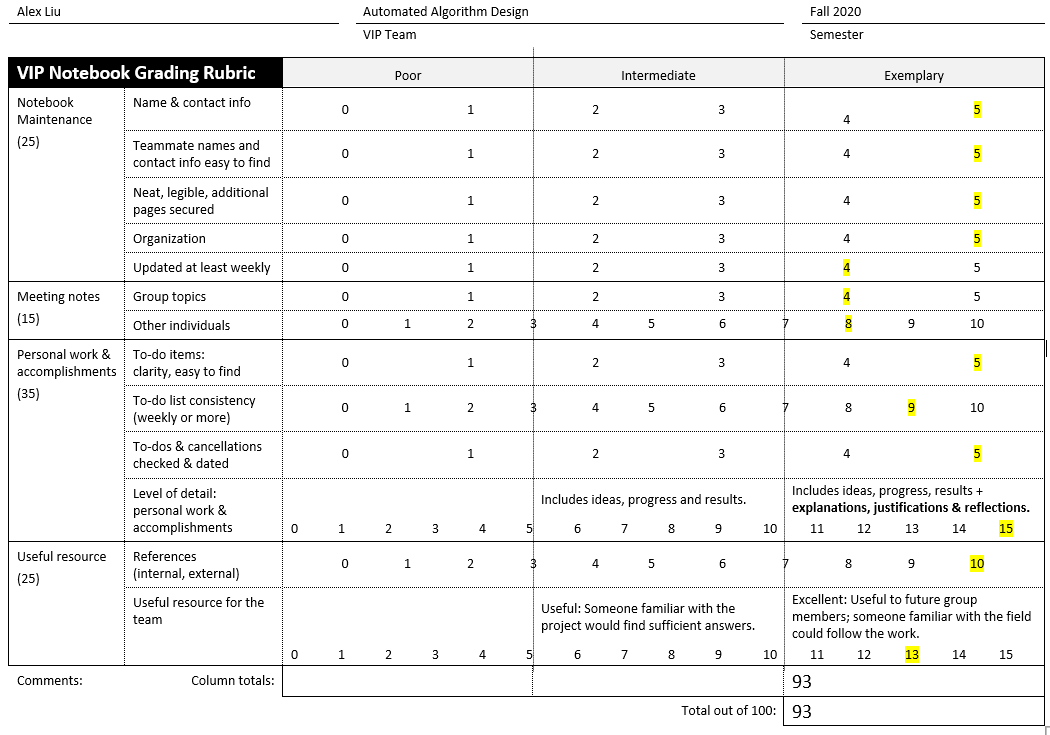 Alex Liu Automated Algorithm Design Fall 2020
VIP Team Semester
VIP Notebook Grading Rubric Poor Intermediate Exemplary
Notebook Maintenance (25)
Name & contact info 0 1 2 3 4 5
Teammate names and contact info easy to find 0 1 2 3 4 5
Neat, legible, additional pages secured 0 1 2 3 4 5
Organization 0 1 2 3 4 5
Updated at least weekly 0 1 2 3 4 5
Meeting notes (15)
Group topics 0 1 2 3 4 5
Other individuals 0 1 2 3 4 5 6 7 8 9 10
Personal work & accomplishments (35)
To-do items: clarity, easy to find 0 1 2 3 4 5
To-do list consistency (weekly or more) 0 1 2 3 4 5 6 7 8 9 10
To-dos & cancellations checked & dated 0 1 2 3 4 5
Level of detail: personal work & accomplishments
Includes ideas, progress and results.
Includes ideas, progress, results + explanations, justifications & reflections.
0 1 2 3 4 5 6 7 8 9 10 11 12 13 14 15
Useful resource (25)
References (internal, external) 0 1 2 3 4 5 6 7 8 9 10
Useful resource for the team
Useful: Someone familiar with the project would find sufficient answers.
Excellent: Useful to future group members; someone familiar with the field could follow the work.
0 1 2 3 4 5 6 7 8 9 10 11 12 13 14 15
Comments: Column totals: 93
Total out of 100: 93